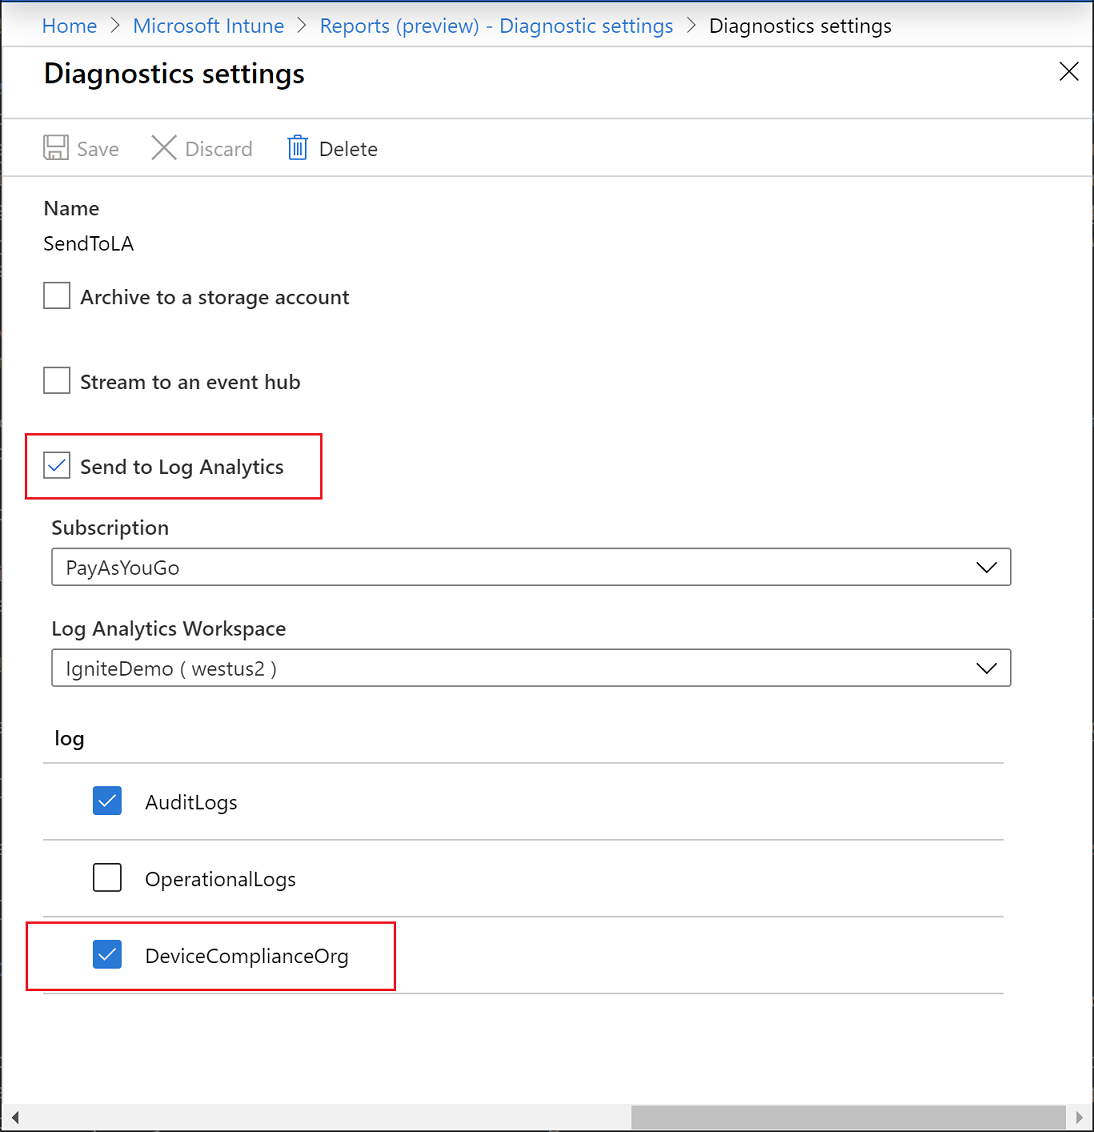 Home > Microsoft Intune > Reports (preview) - Diagnostic settings > Diagnostics settings
Diagnostics settings
Save Discard Delete
Name
SendToLA
Archive to a storage account
Stream to an event hub
Send to Log Analytics
Subscription
PayAsYouGo
Log Analytics Workspace
IgniteDemo ( westus2 )
log
AuditLogs
OperationalLogs
DeviceComplianceOrg